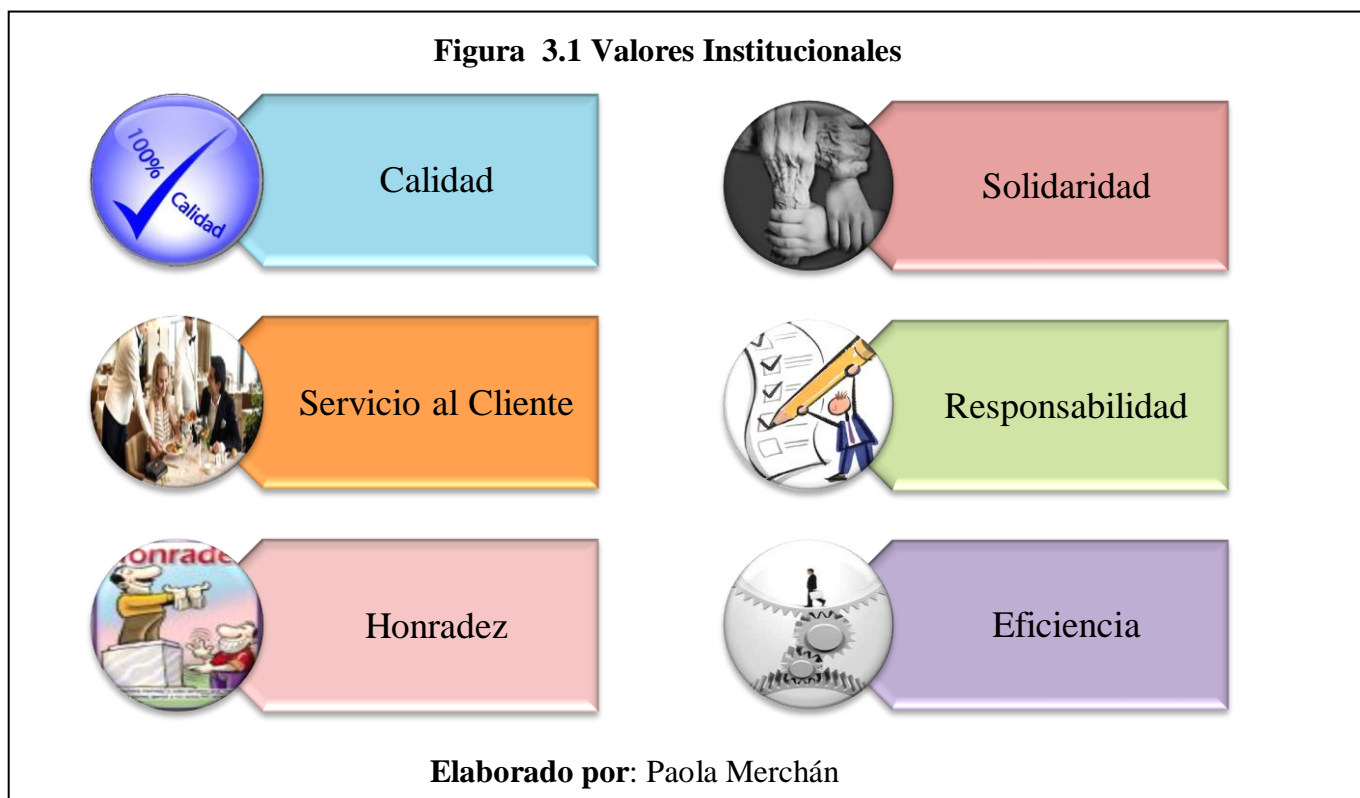 Figura 3.1 Valores Institucionales
100%
Calidad
Calidad
Solidaridad
Servicio al Cliente
Responsabilidad
onrade
Honradez
Eficiencia
Elaborado por: Paola Merchán